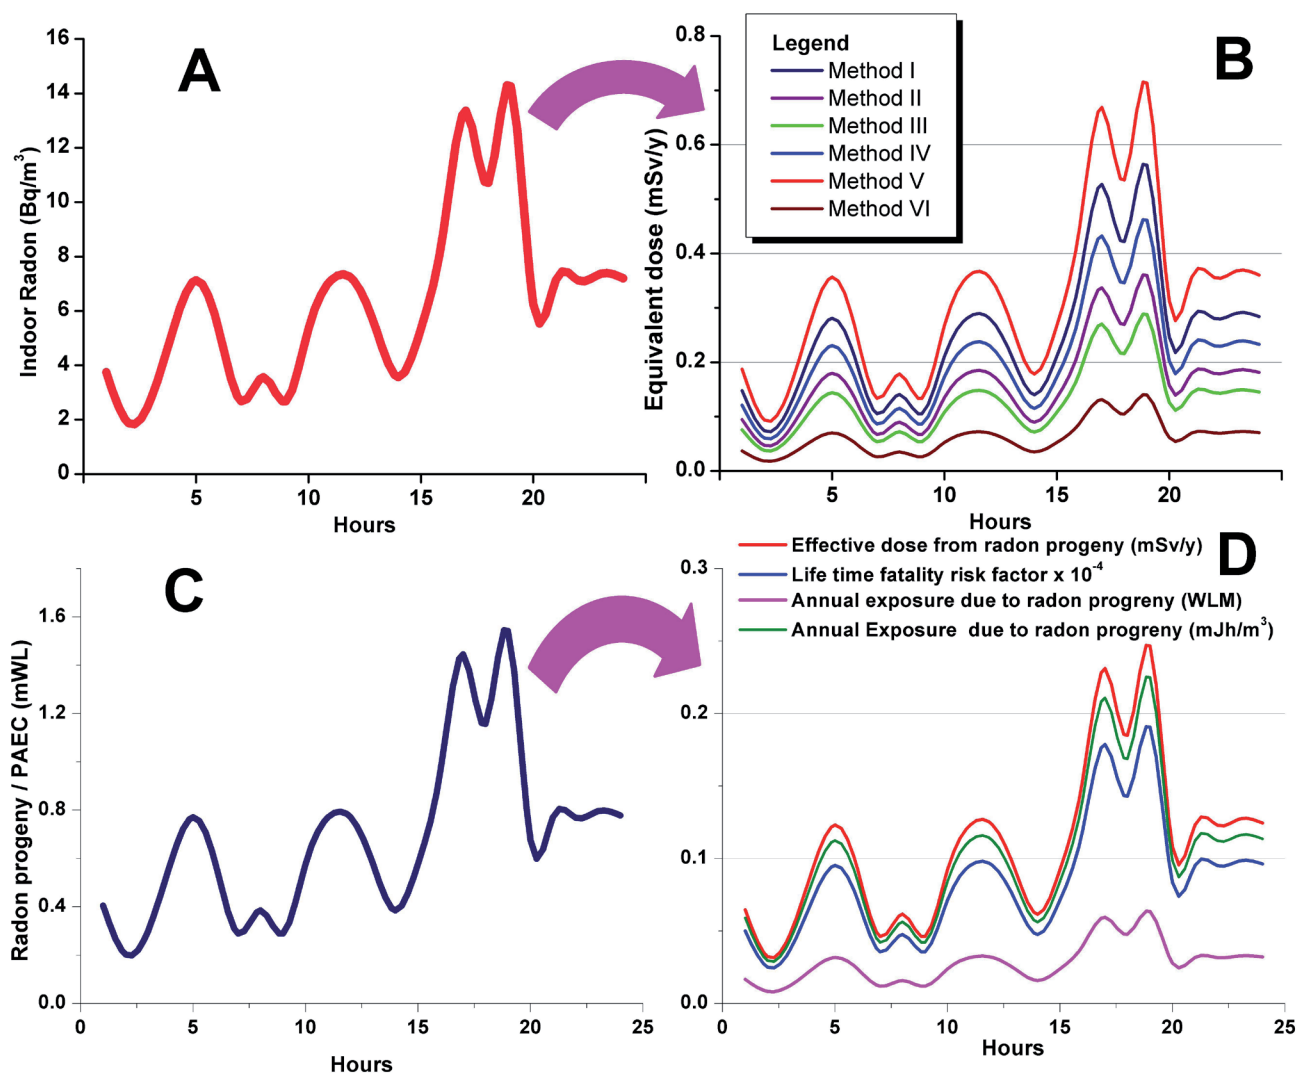 A
Indoor Radon (Bq/m³)
16
14
12
10
8
6
4
2
0
5
10
15
20
Hours
B
Equivalent dose (mSv/y)
0.8
0.6
0.4
0.2
0.0
Legend
Method I
Method II
Method III
Method IV
Method V
Method VI
5
10
15
20
Hours
C
Radon progeny / PAEC (mWL)
1.6
1.2
0.8
0.4
0.0
0
5
10
15
20
25
Hours
D
Effective dose from radon progeny (mSv/y)
Life time fatality risk factor x 10⁻⁴
Annual exposure due to radon progreny (WLM)
Annual Exposure due to radon progreny (mJh/m³)
0.3
0.2
0.1
0.0
0
5
10
15
20
25
Hours